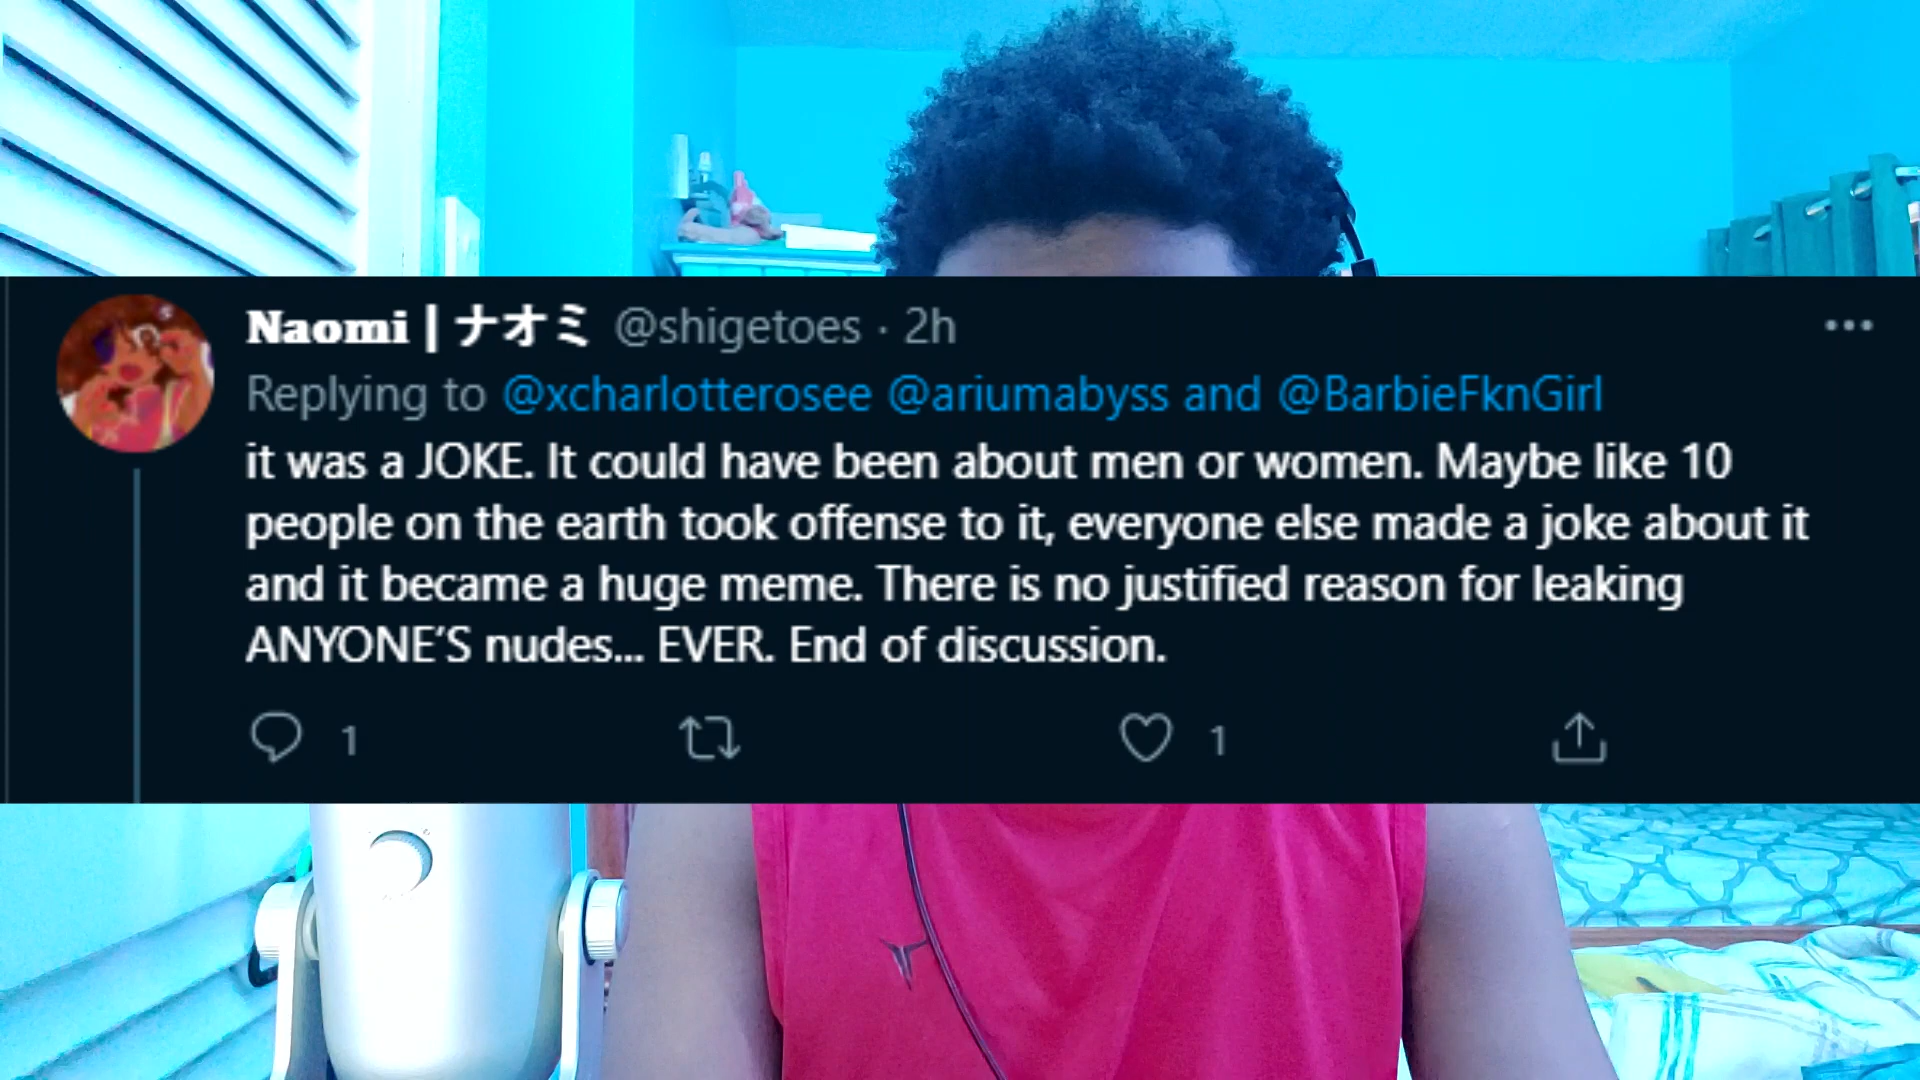 Naomi | ナオミ @shigetoes · 2h
Replying to @xcharlotterosee @ariumabyss and @BarbieFknGirl
it was a JOKE. It could have been about men or women. Maybe like 10
people on the earth took offense to it, everyone else made a joke about it
and it became a huge meme. There is no justified reason for leaking
ANYONE'S nudes... EVER. End of discussion.
1 1